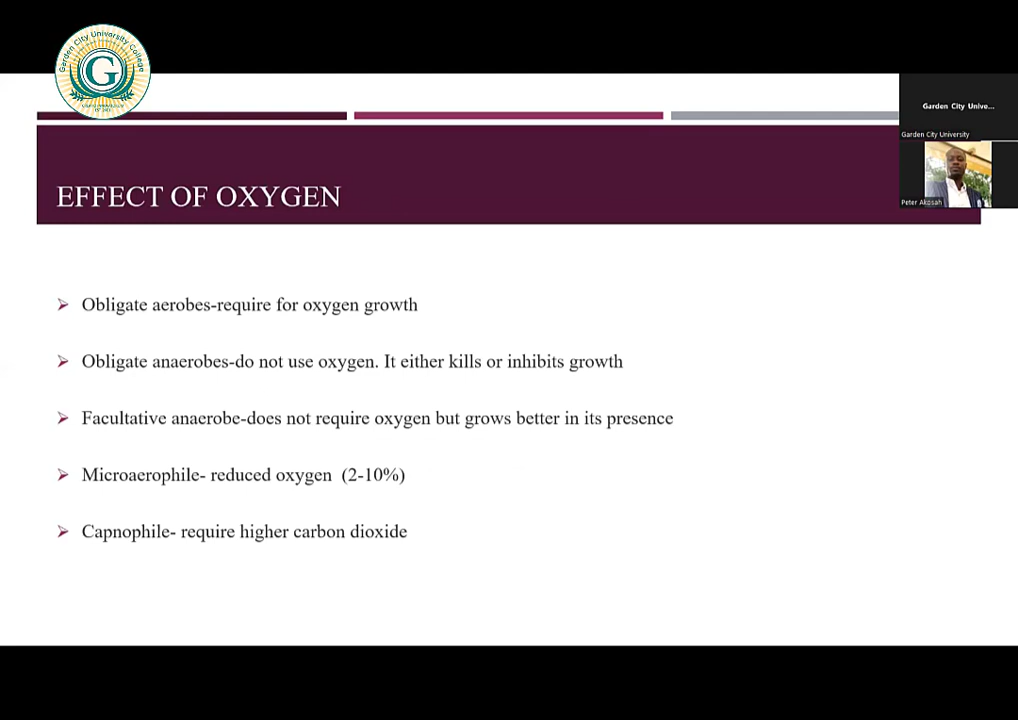 Garden City University College
G
Garden City Unive...
Garden City University
Peter Akosah
EFFECT OF OXYGEN
Obligate aerobes-require for oxygen growth
Obligate anaerobes-do not use oxygen. It either kills or inhibits growth
Facultative anaerobe-does not require oxygen but grows better in its presence
Microaerophile- reduced oxygen (2-10%)
Capnophile- require higher carbon dioxide